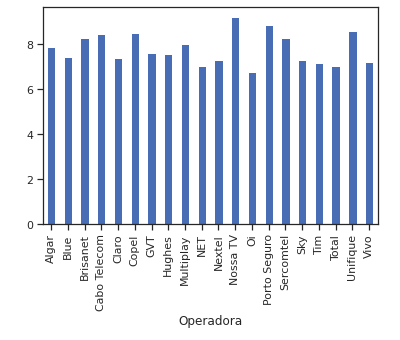 8
6
4
2
0
Algar
Blue
Brisanet
Cabo Telecom
Claro
Copel
GVT
Hughes
Multiplay
NET
Nextel
Nossa TV
Oi
Porto Seguro
Sercomtel
Sky
Tim
Total
Unifique
Vivo
Operadora